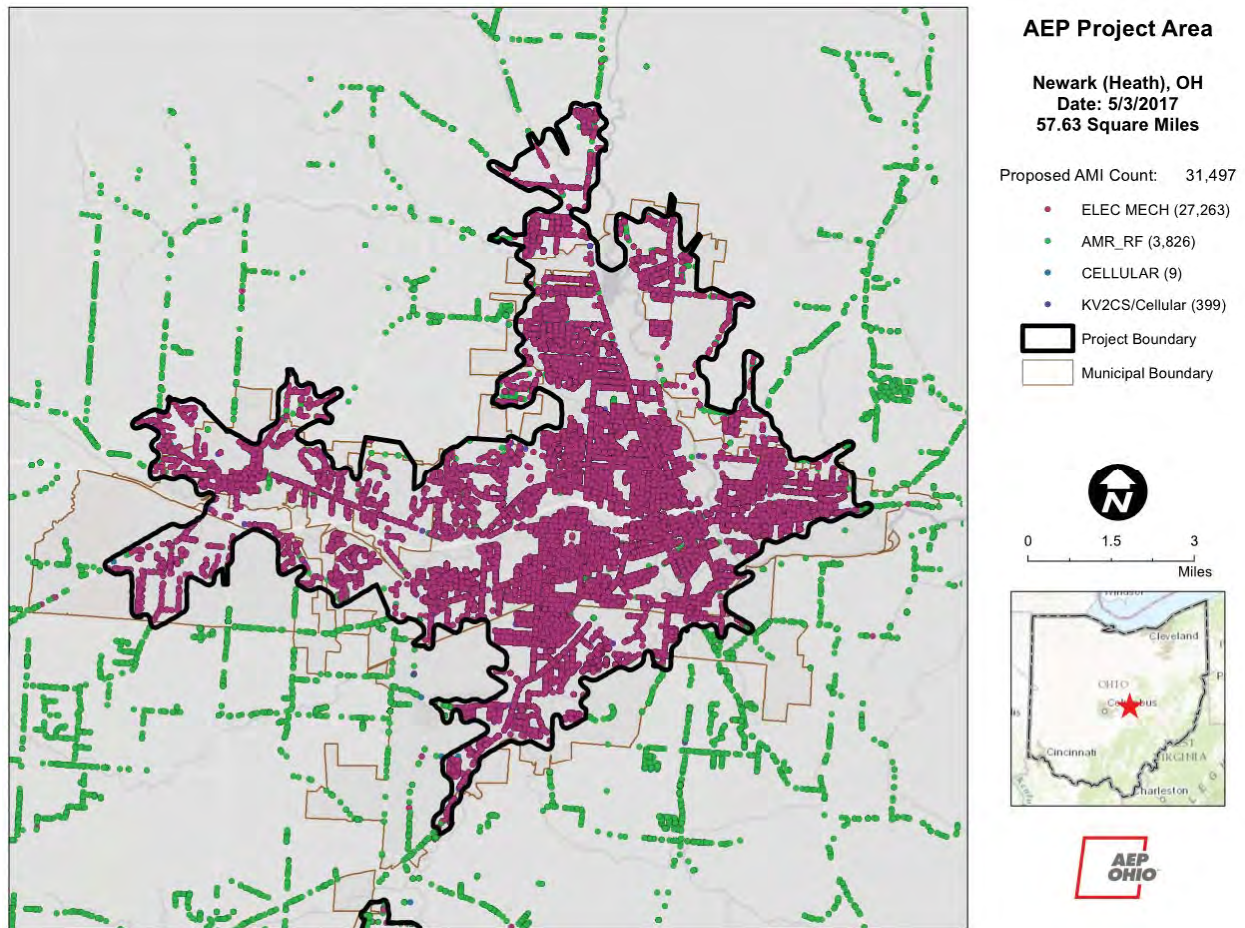 AEP Project Area
Newark (Heath), OH
Date: 5/3/2017
57.63 Square Miles
Proposed AMI Count: 31,497
ELEC MECH (27,263)
AMR_RF (3,826)
CELLULAR (9)
KV2CS/Cellular (399)
Project Boundary
Municipal Boundary
N
0 1.5 3
Miles
Cleveland
OHIO
Columbus
Cincinnati
WEST
VIRGINIA
Charleston
AEP
OHIO